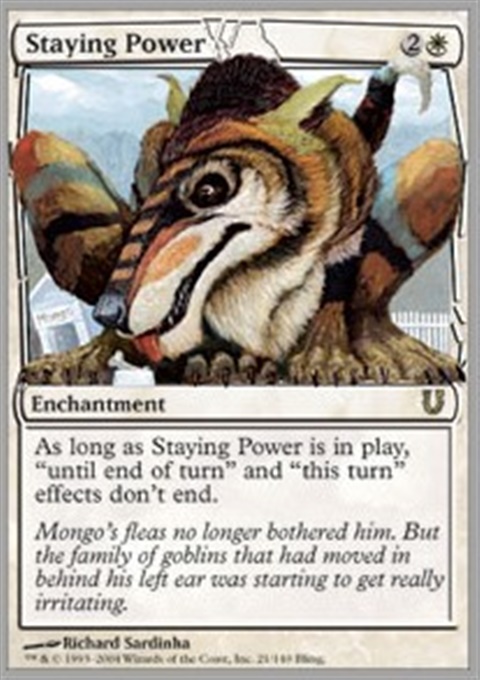 Staying Power 2
Enchantment
As long as Staying Power is in play,
“until end of turn” and “this turn”
effects don’t end.
Mongo’s fleas no longer bothered him. But
the family of goblins that had moved in
behind his left ear was starting to get really
irritating.
Richard Sardinha
™ & © 1993–2004 Wizards of the Coast, Inc. 21/140 Bling.